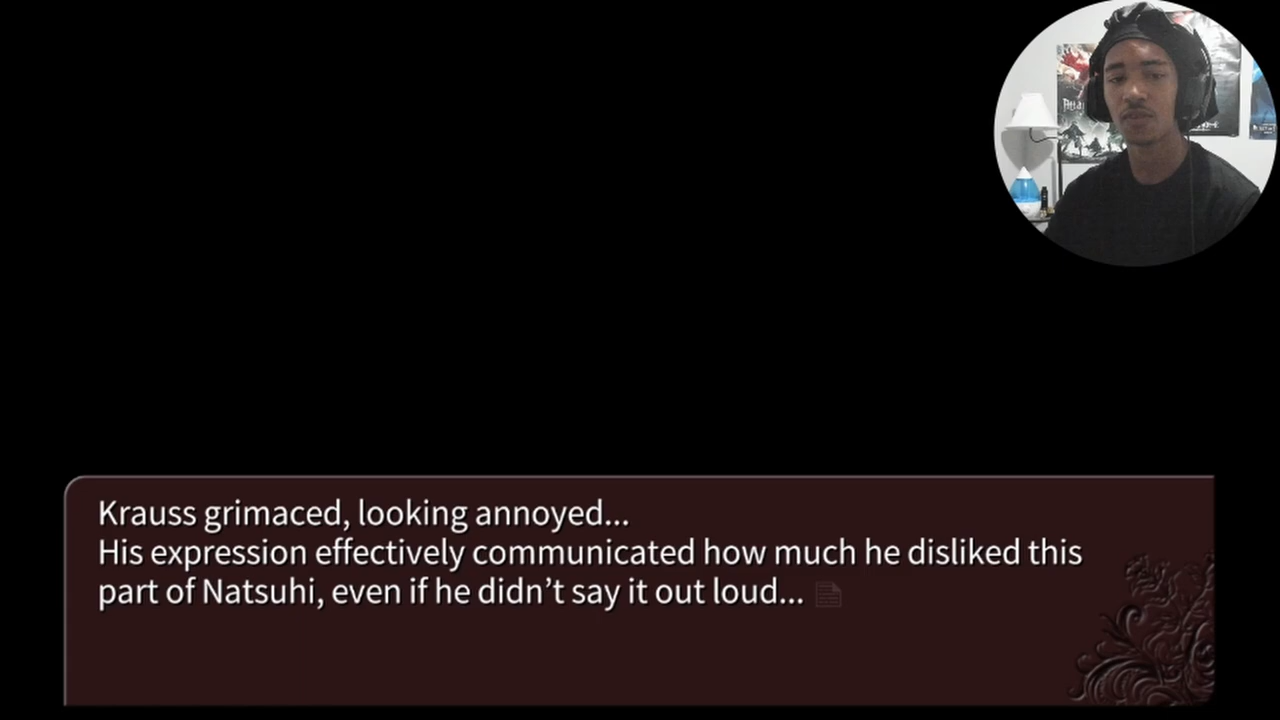 Krauss grimaced, looking annoyed...
His expression effectively communicated how much he disliked this
part of Natsuhi, even if he didn't say it out loud...